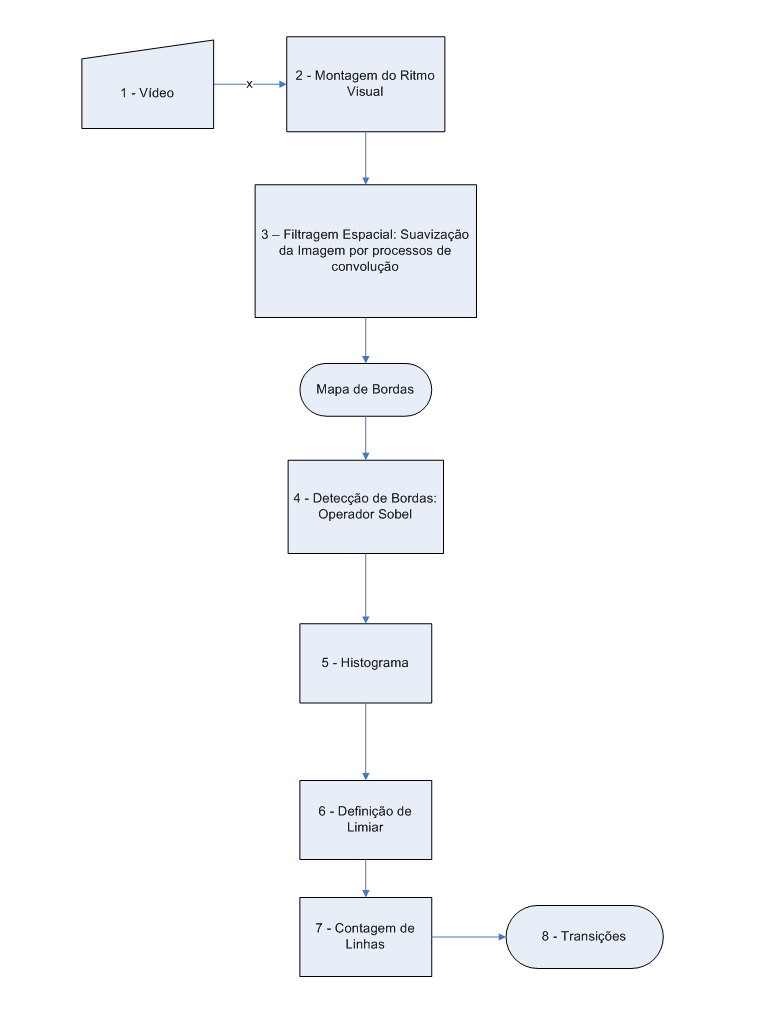 1 - Vídeo
x
2 - Montagem do Ritmo
Visual
3 – Filtragem Espacial: Suavização
da Imagem por processos de
convolução
Mapa de Bordas
4 - Detecção de Bordas:
Operador Sobel
5 - Histograma
6 - Definição de
Limiar
7 - Contagem de
Linhas
8 - Transições